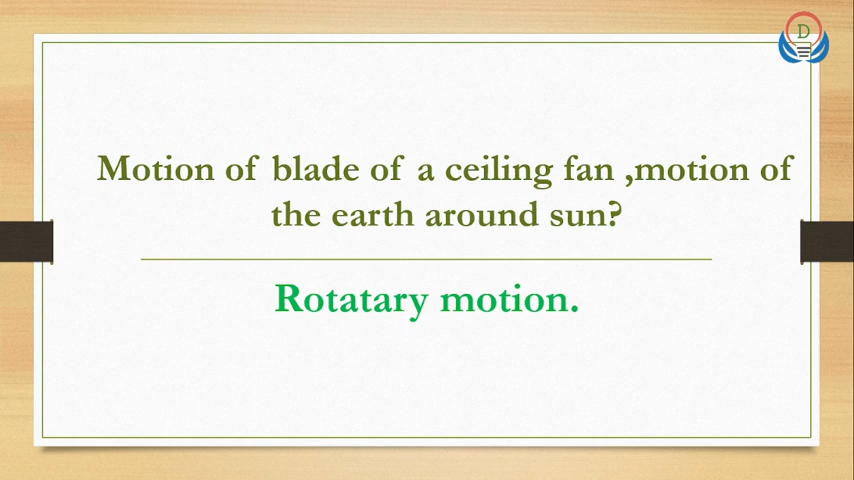 D
Motion of blade of a ceiling fan ,motion of
the earth around sun?
Rotatary motion.